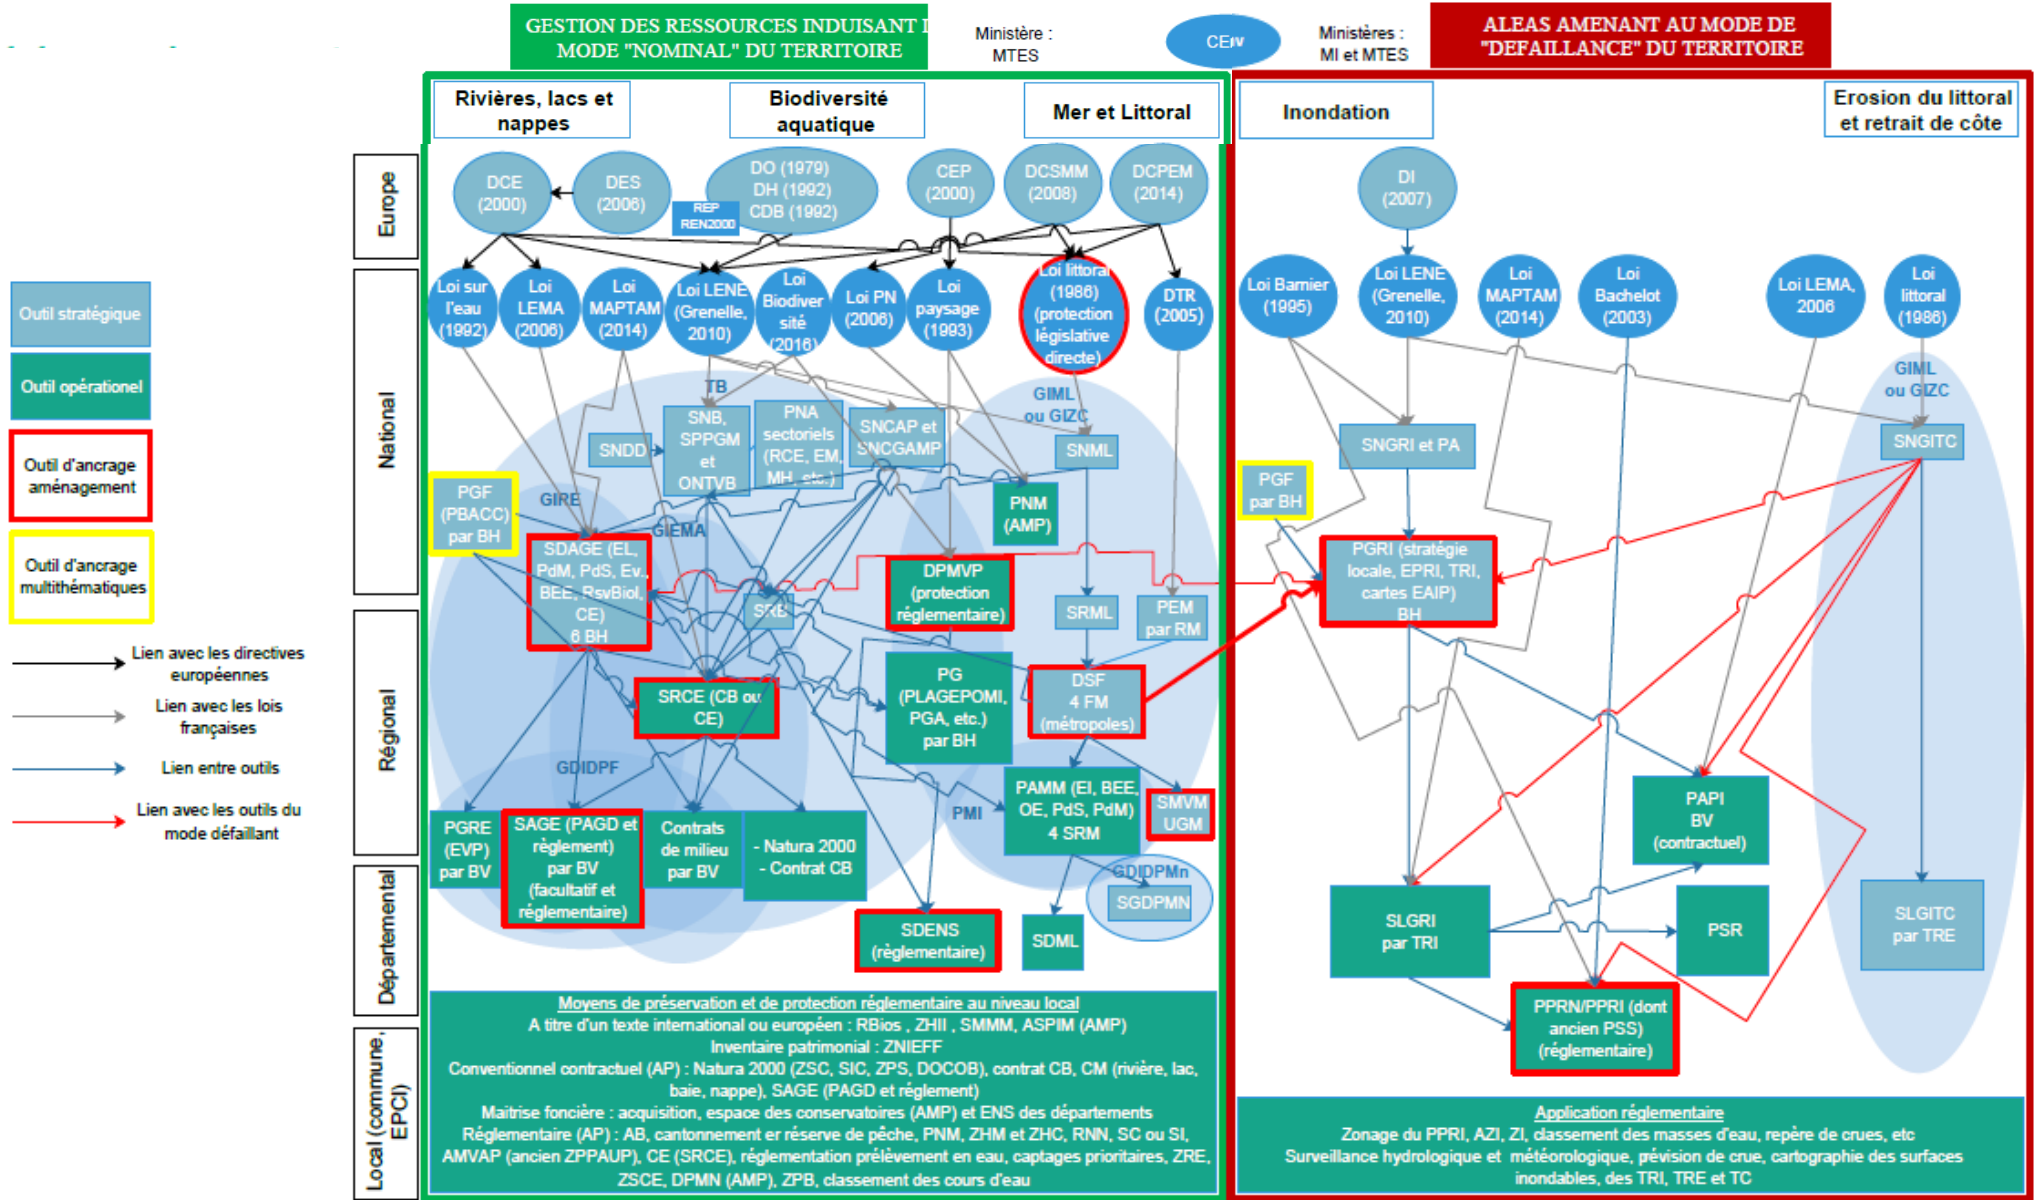 GESTION DES RESSOURCES INDUISANT
MODE "NOMINAL" DU TERRITOIRE
Ministère :
MTES
Ministères :
MI et MTES
ALEAS AMENANT AU MODE DE
"DEFAILLANCE" DU TERRITOIRE
Rivières, lacs et
nappes
Biodiversité
aquatique
Mer et Littoral
Inondation
Erosion du littoral
et retrait de côte
Europe
DCE
(2000)
DES
(2006)
DO (1979)
DH (1992)
CDB (1992)
REP
REN2000
CEP
(2000)
DCSMM
(2008)
DCPEM
(2014)
DI
(2007)
National
Loi sur
l'eau
(1992)
Loi
LEMA
(2006)
Loi
MAPTAM
(2014)
Loi LENE
(Grenelle,
2010)
Loi
Biodiver
sité
(2016)
Loi PN
(2006)
Loi
paysage
(1993)
Loi littoral
(1986)
(protection
législative
directe)
DTR
(2005)
Loi Barnier
(1995)
Loi LENE
(Grenelle,
2010)
Loi
MAPTAM
(2014)
Loi
Bachelot
(2003)
Loi LEMA,
2006
Loi
littoral
(1986)
Outil stratégique
Outil opérationel
Outil d'ancrage
aménagement
Outil d'ancrage
multithématiques
Lien avec les directives
européennes
Lien avec les lois
françaises
Lien entre outils
Lien avec les outils du
mode défaillant
TB
GIML
ou GIZC
GIML
ou GIZC
SNDD
SNB,
SPPGM
et
ONTVB
PNA
sectoriels
(RCE, EM,
MH, etc.)
SNCAP et
SNCGAMP
SNML
SNGRI et PA
SNGITC
PGF
(PBACC)
par BH
GIRE
GIEMA
PNM
(AMP)
PGF
par BH
SDAGE (EL,
PdM, PdS, Ev.,
BEE, RsvBiol,
CE)
6 BH
DPMVP
(protection
réglementaire)
PGRI (stratégie
locale, EPRI, TRI,
cartes EAIP)
BH
Régional
SRB
SRML
PEM
par RM
SRCE (CB ou
CE)
PG
(PLAGEPOMI,
PGA, etc.)
par BH
DSF
4 FM
(métropoles)
GDIDPF
PMI
PAMM (EI, BEE,
OE, PdS, PdM)
4 SRM
SMVM
UGM
PAPI
BV
(contractuel)
PGRE
(EVP)
par BV
SAGE (PAGD et
règlement)
par BV
(facultatif et
réglementaire)
Contrats
de milieu
par BV
- Natura 2000
- Contrat CB
Départemental
GDIDPMn
SGDPMN
SDENS
(règlementaire)
SDML
SLGRI
par TRI
PSR
SLGITC
par TRE
PPRN/PPRI (dont
ancien PSS)
(réglementaire)
Local (commune,
EPCI)
Moyens de préservation et de protection réglementaire au niveau local
A titre d'un texte international ou européen : RBios , ZHII , SMMM, ASPIM (AMP)
Inventaire patrimonial : ZNIEFF
Conventionnel contractuel (AP) : Natura 2000 (ZSC, SIC, ZPS, DOCOB), contrat CB, CM (rivière, lac,
baie, nappe), SAGE (PAGD et réglement)
Maitrise foncière : acquisition, espace des conservatoires (AMP) et ENS des départements
Réglementaire (AP) : AB, cantonnement er réserve de pêche, PNM, ZHM et ZHC, RNN, SC ou SI,
AMVAP (ancien ZPPAUP), CE (SRCE), réglementation prélèvement en eau, captages prioritaires, ZRE,
ZSCE, DPMN (AMP), ZPB, classement des cours d'eau
Application réglementaire
Zonage du PPRI, AZI, ZI, classement des masses d'eau, repère de crues, etc
Surveillance hydrologique et météorologique, prévision de crue, cartographie des surfaces
inondables, des TRI, TRE et TC